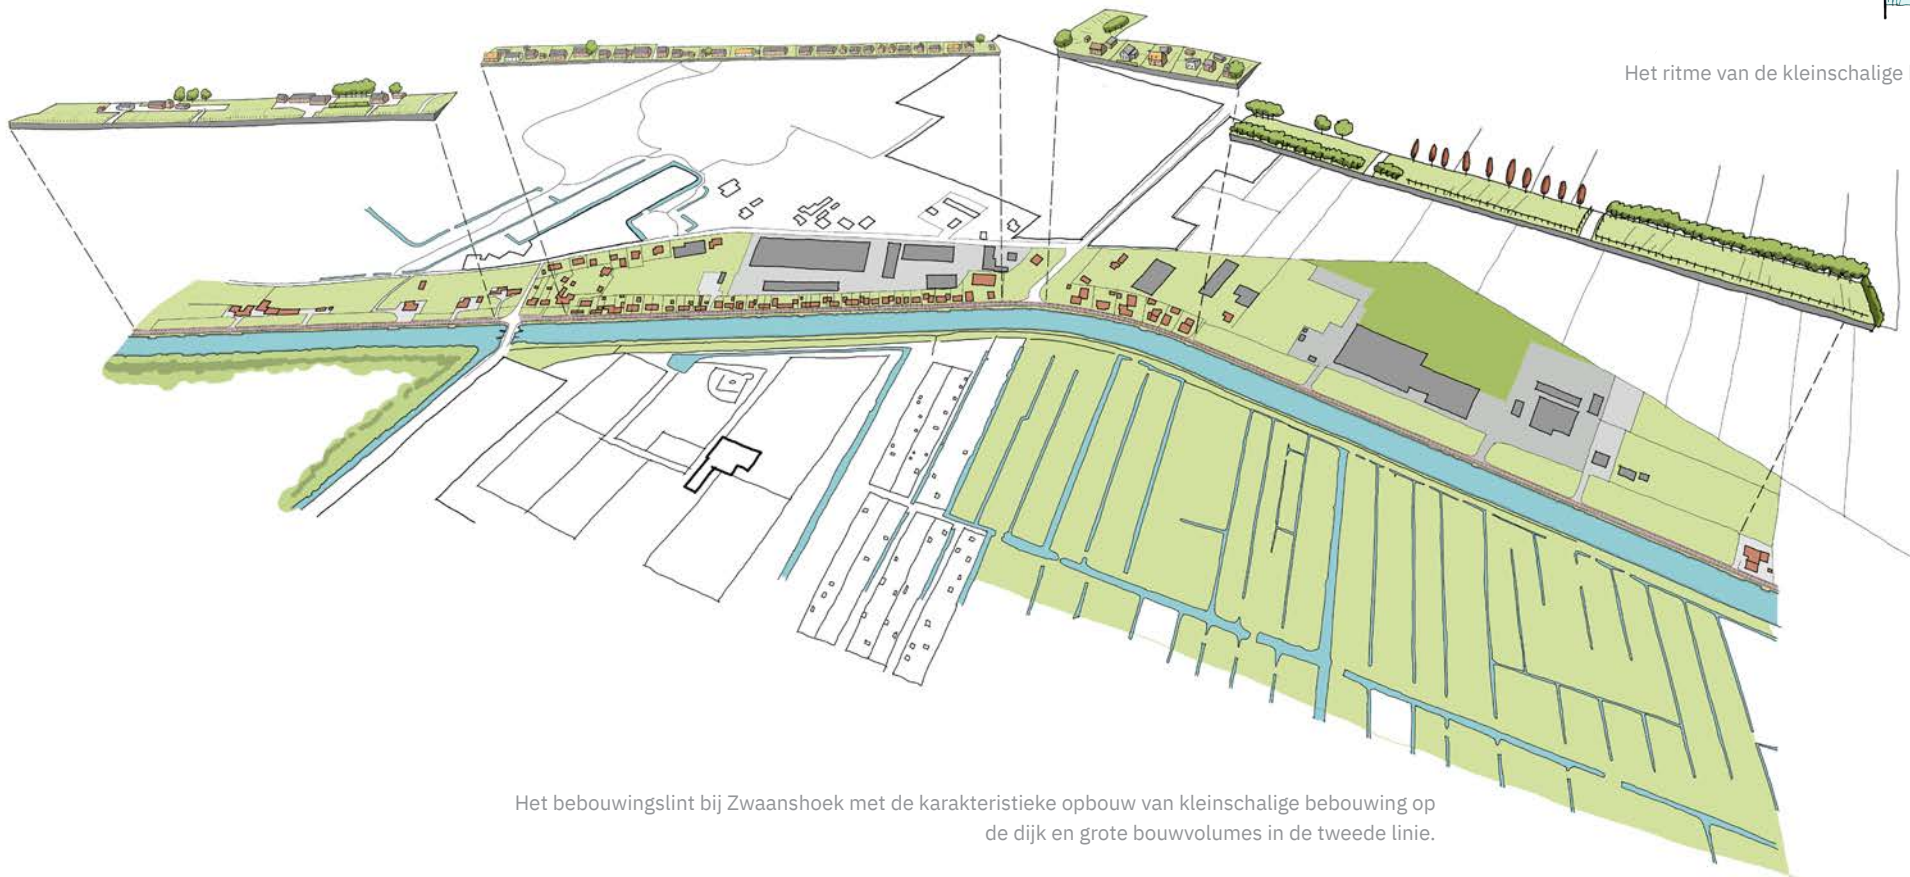 Het ritme van de kleinschalige
Het bebouwingslint bij Zwaanshoek met de karakteristieke opbouw van kleinschalige bebouwing op
de dijk en grote bouwvolumes in de tweede linie.